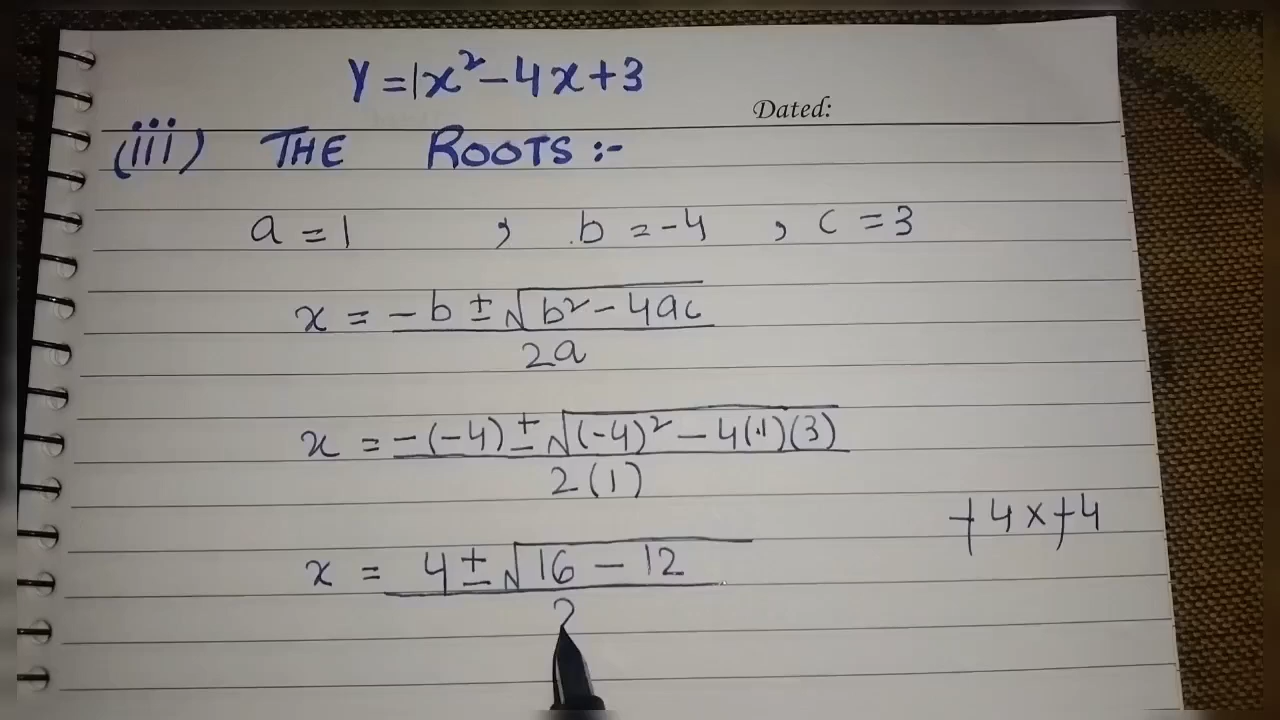 Y=1x²-4x+3
Dated:
(iii) THE ROOTS:-
a=1 , b=-4 , c=3
x = -b ± √b²-4ac
2a
x = -(-4) ± √(-4)² - 4(1)(3)
2(1)
-4x-4
x = 4 ± √16 - 12
2